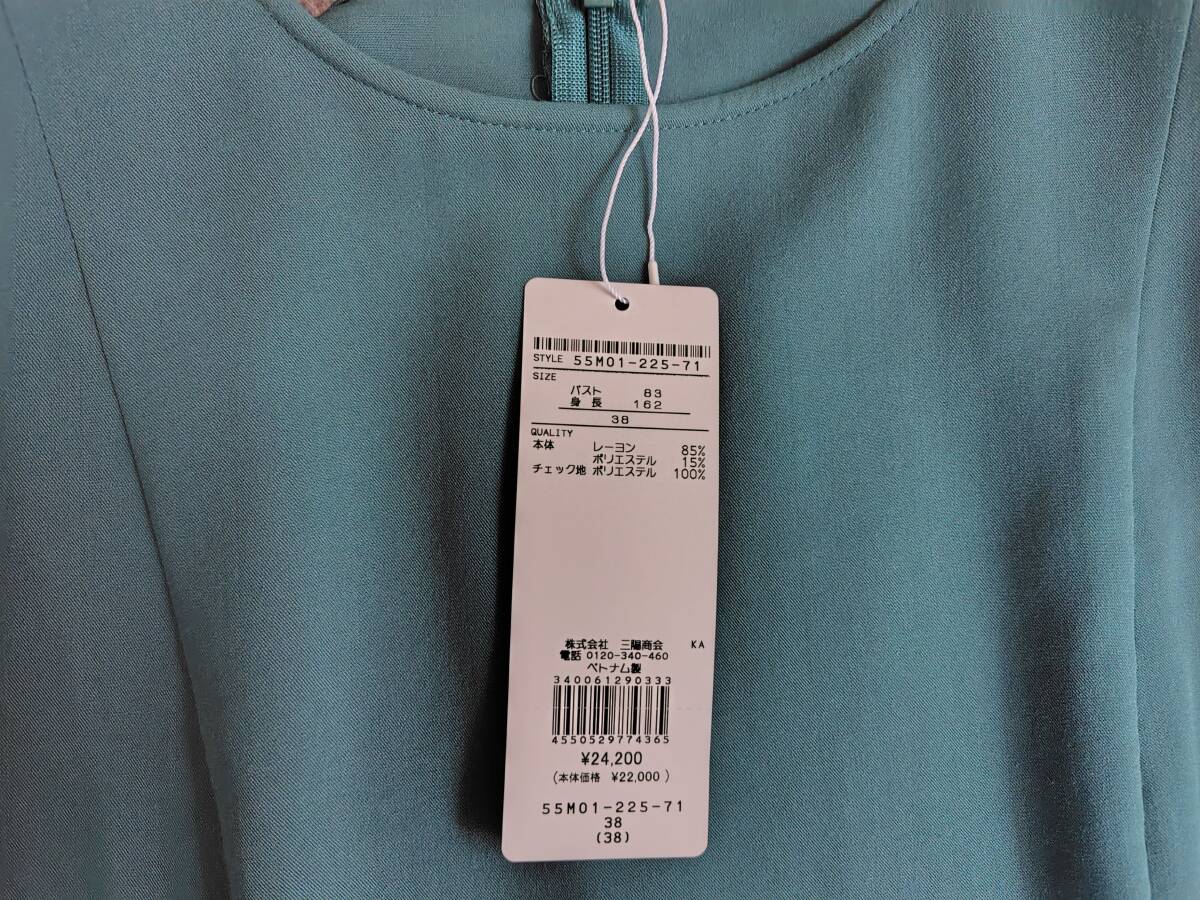 STYLE 55M01-225-71
SIZE
バスト 83
身長 162
38
QUALITY
本体 レーヨン 85%
ポリエステル 15%
チェック地 ポリエステル 100%
株式会社 三陽商会 KA
電話 0120-340-460
ベトナム製
340061290333
4550529774365
¥24,200
(本体価格 ¥22,000)
55M01-225-71
38
(38)